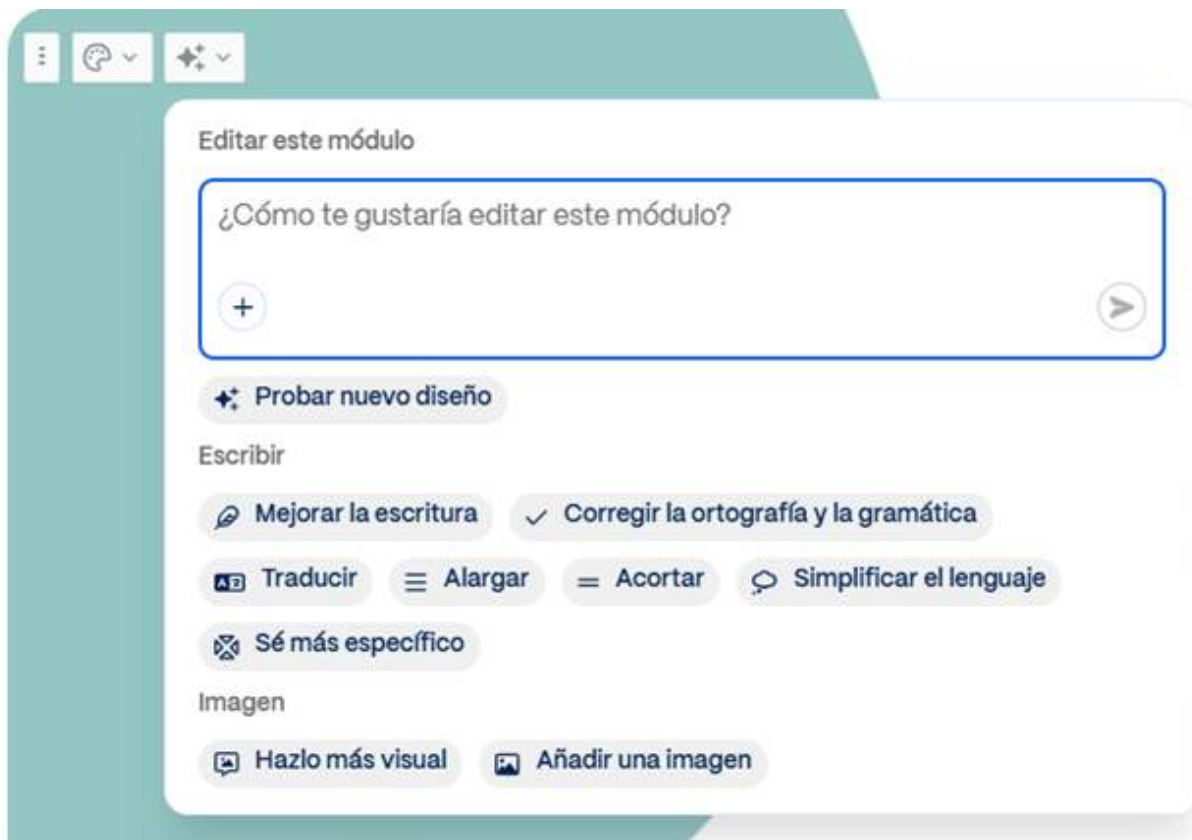 Editar este módulo
¿Cómo te gustaría editar este módulo?
Probar nuevo diseño
Escribir
Mejorar la escritura Corregir la ortografía y la gramática
Traducir Alargar Acortar Simplificar el lenguaje
Sé más específico
Imagen
Hazlo más visual Añadir una imagen